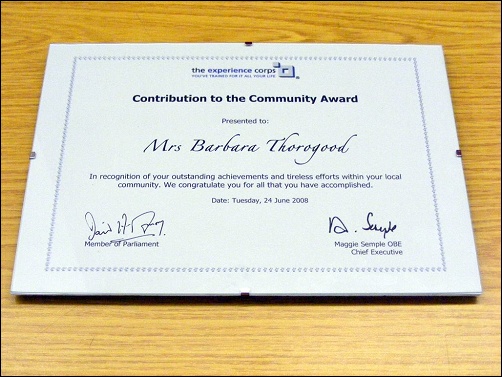 the experience corps
YOU'VE TRAINED FOR IT ALL YOUR LIFE
Contribution to the Community Award
Presented to:
Mrs Barbara Thorogood
In recognition of your outstanding achievements and tireless efforts within your local
community. We congratulate you for all that you have accomplished.
Date: Tuesday, 24 June 2008
Member of Parliament
Maggie Semple OBE
Chief Executive